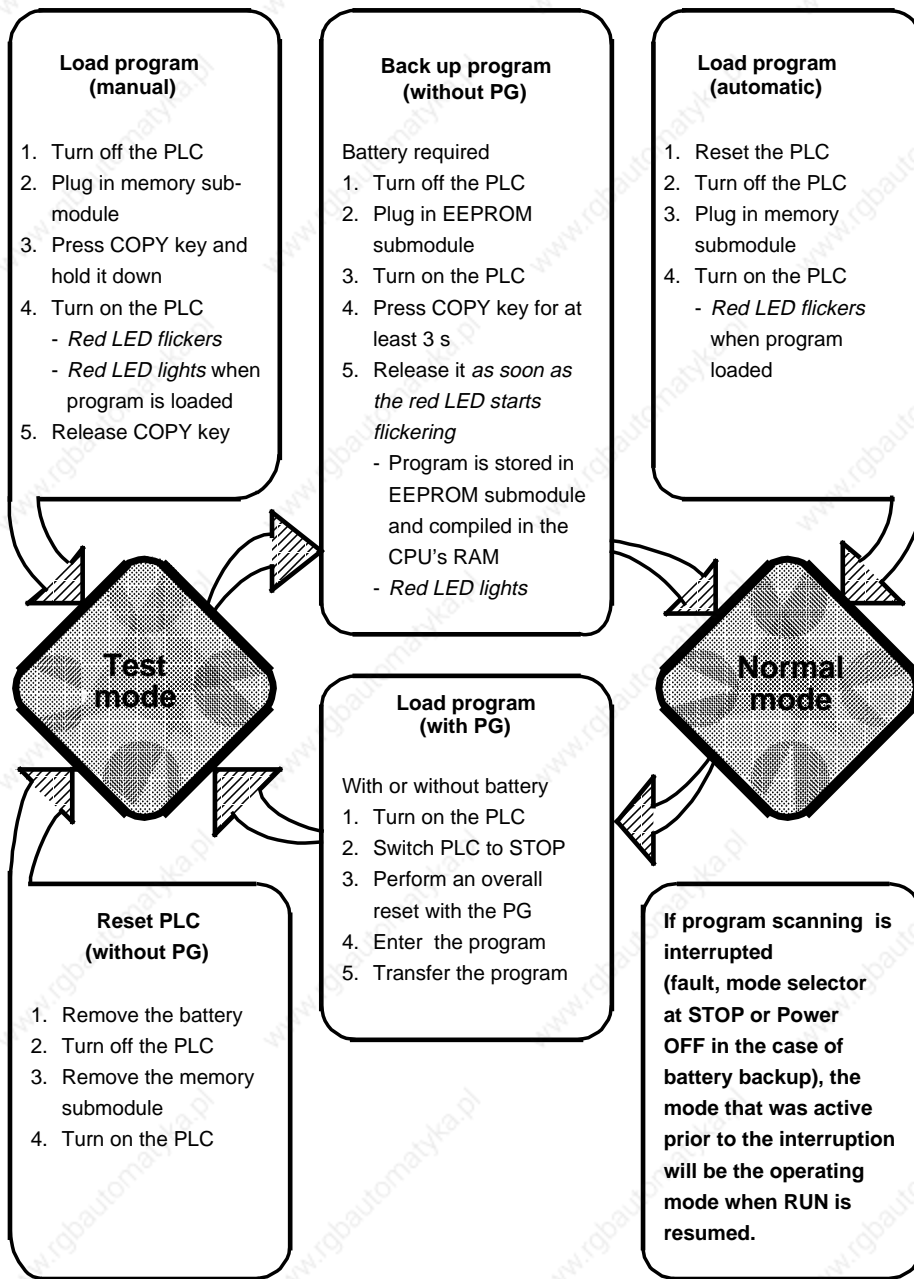 Load program
(manual)
1. Turn off the PLC
2. Plug in memory sub-
module
3. Press COPY key and
hold it down
4. Turn on the PLC
- Red LED flickers
- Red LED lights when
program is loaded
5. Release COPY key
Back up program
(without PG)
Battery required
1. Turn off the PLC
2. Plug in EEPROM
submodule
3. Turn on the PLC
4. Press COPY key for at
least 3 s
5. Release it as soon as
the red LED starts
flickering
- Program is stored in
EEPROM submodule
and compiled in the
CPU's RAM
- Red LED lights
Load program
(automatic)
1. Reset the PLC
2. Turn off the PLC
3. Plug in memory
submodule
4. Turn on the PLC
- Red LED flickers
when program
loaded
Test
mode
Normal
mode
Load program
(with PG)
With or without battery
1. Turn on the PLC
2. Switch PLC to STOP
3. Perform an overall
reset with the PG
4. Enter the program
5. Transfer the program
Reset PLC
(without PG)
1. Remove the battery
2. Turn off the PLC
3. Remove the memory
submodule
4. Turn on the PLC
If program scanning is
interrupted
(fault, mode selector
at STOP or Power
OFF in the case of
battery backup), the
mode that was active
prior to the interruption
will be the operating
mode when RUN is
resumed.
www.rgbautomatyka.pl